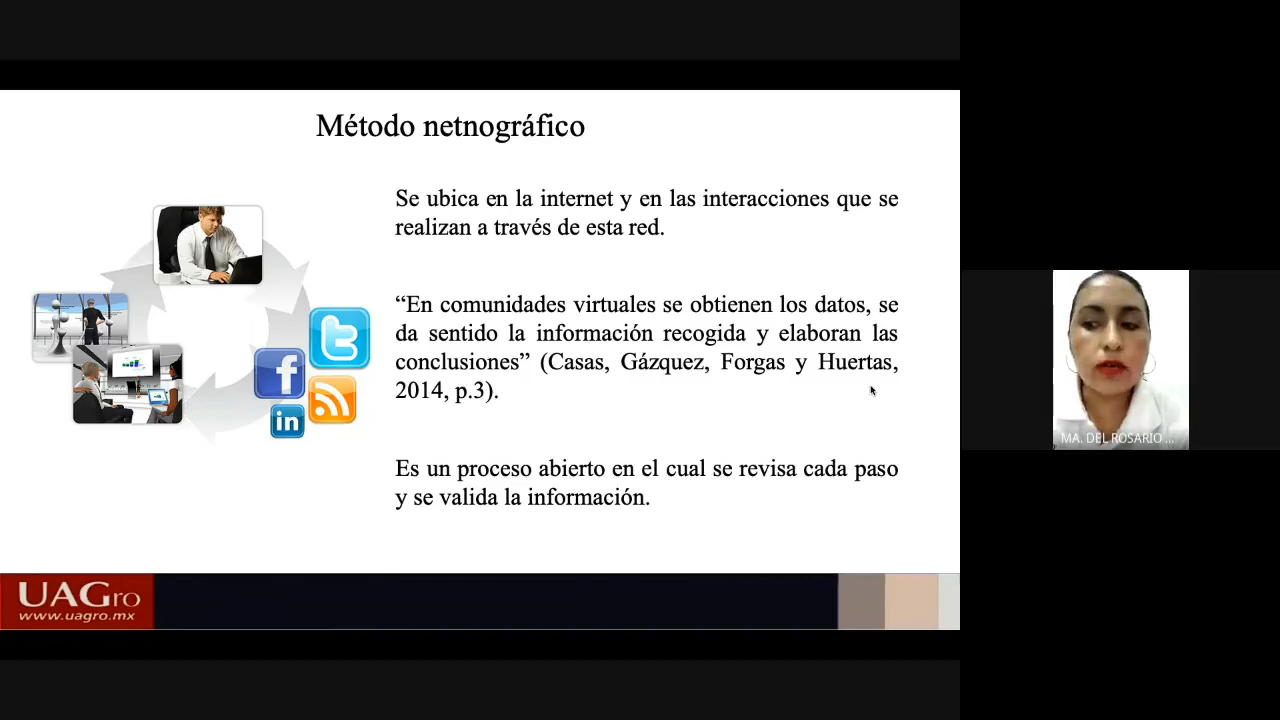 Método netnográfico
Se ubica en la internet y en las interacciones que se
realizan a través de esta red.
“En comunidades virtuales se obtienen los datos, se
da sentido la información recogida y elaboran las
conclusiones” (Casas, Gázquez, Forgas y Huertas,
2014, p.3).
Es un proceso abierto en el cual se revisa cada paso
y se valida la información.
in
UAGro
www.uagro.mx
MA. DEL ROSARIO ...